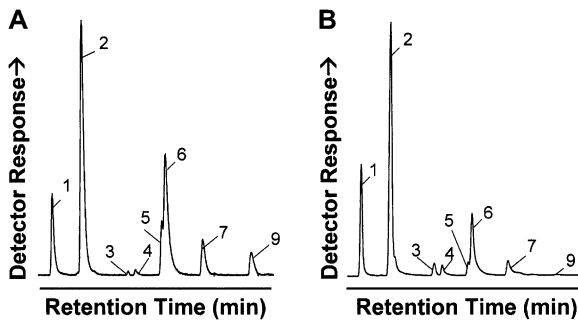 A
Detector Response→
1
2
3
4
5
6
7
9
Retention Time (min)
B
Detector Response→
1
2
3
4
5
6
7
9
Retention Time (min)